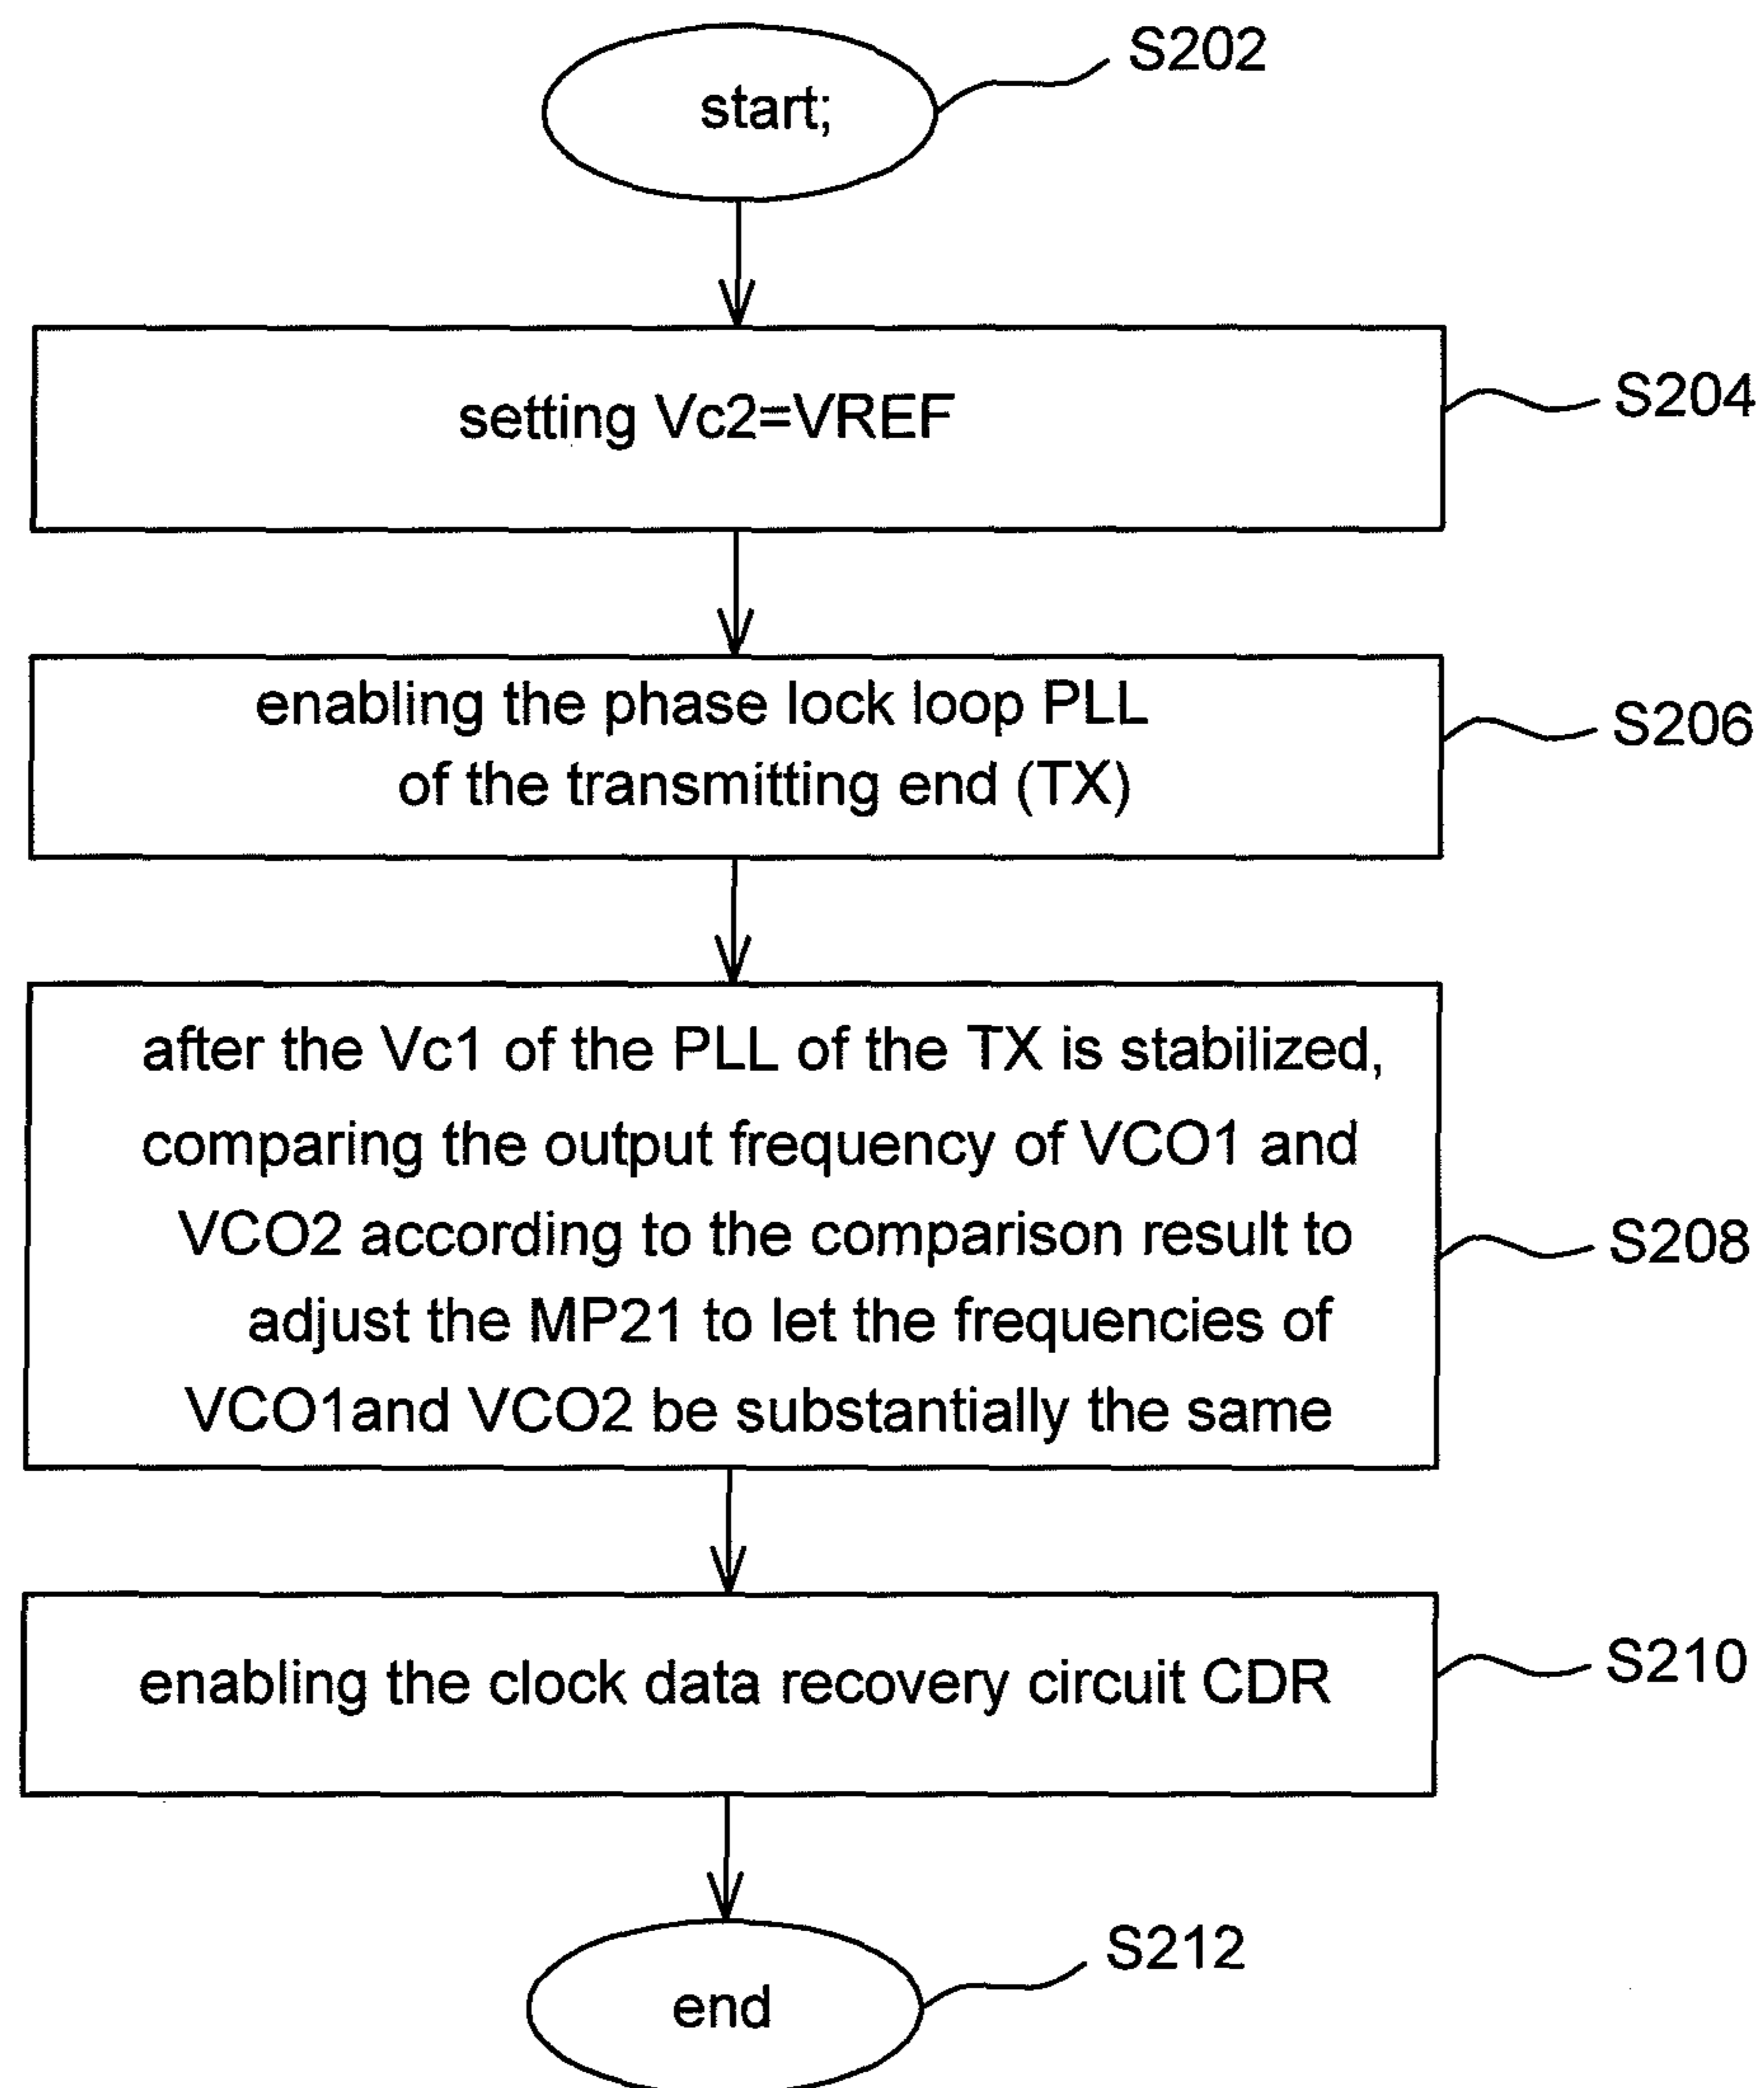 start;
S202
setting Vc2=VREF
S204
enabling the phase lock loop PLL
of the transmitting end (TX)
S206
after the Vc1 of the PLL of the TX is stabilized,
comparing the output frequency of VCO1 and
VCO2 according to the comparison result to
adjust the MP21 to let the frequencies of
VCO1and VCO2 be substantially the same
S208
enabling the clock data recovery circuit CDR
S210
end
S212